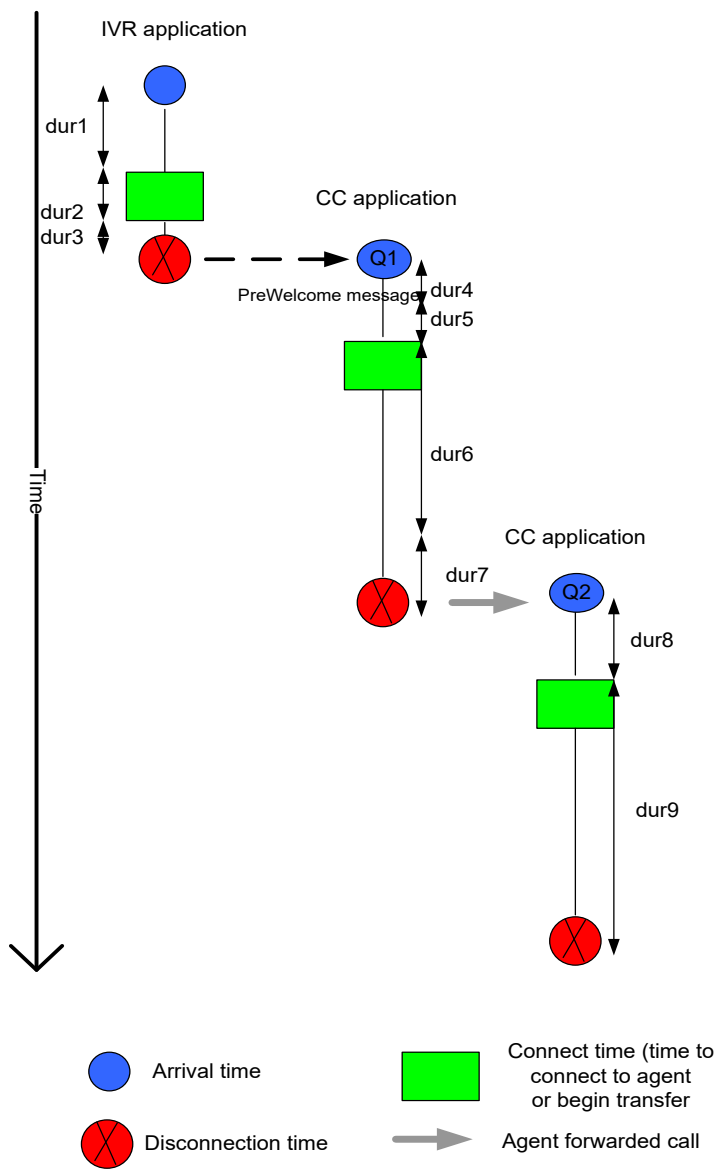 IVR application
dur1
dur2
dur3
CC application
Q1
PreWelcome message
dur4
dur5
dur6
Time
CC application
dur7
Q2
dur8
dur9
Arrival time
Connect time (time to
connect to agent
or begin transfer
Disconnection time
Agent forwarded call